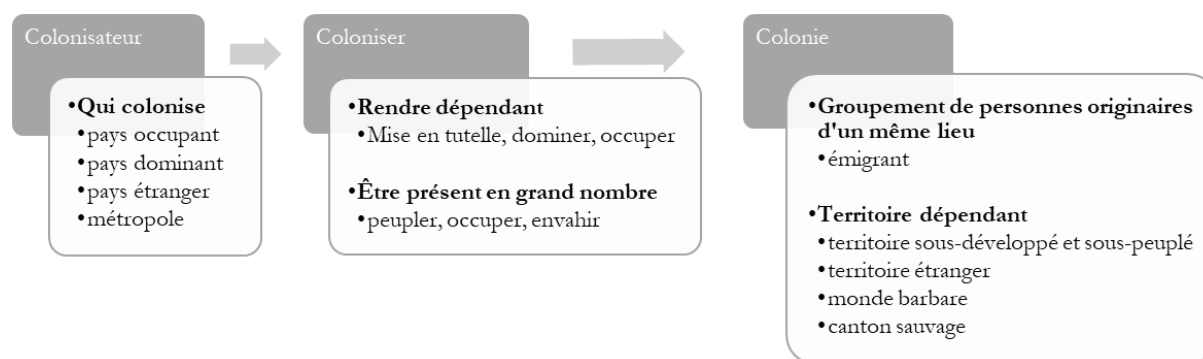 Colonisateur
•Qui colonise
•pays occupant
•pays dominant
•pays étranger
•métropole
Coloniser
•Rendre dépendant
•Mise en tutelle, dominer, occuper
•Être présent en grand nombre
•peupler, occuper, envahir
Colonie
•Groupement de personnes originaires
d'un même lieu
•émigrant
•Territoire dépendant
•territoire sous-développé et sous-peuplé
•territoire étranger
•monde barbare
•canton sauvage